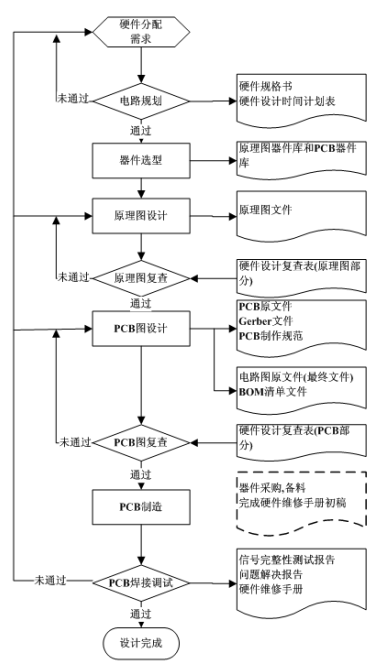 硬件分配
需求
未通过
电路规划
硬件规格书
硬件设计时间计划表
通过
器件选型
原理图器件库和PCB器件
库
原理图设计
原理图文件
未通过
原理图复查
硬件设计复查表(原理图部
分)
通过
PCB图设计
PCB原文件
Gerber文件
PCB制作规范
电路图原文件(最终文件)
BOM清单文件
未通过
PCB图复查
硬件设计复查表(PCB部
分)
通过
PCB制造
器件采购,备料
完成硬件维修手册初稿
未通过
PCB焊接调试
信号完整性测试报告
问题解决报告
硬件维修手册
通过
设计完成